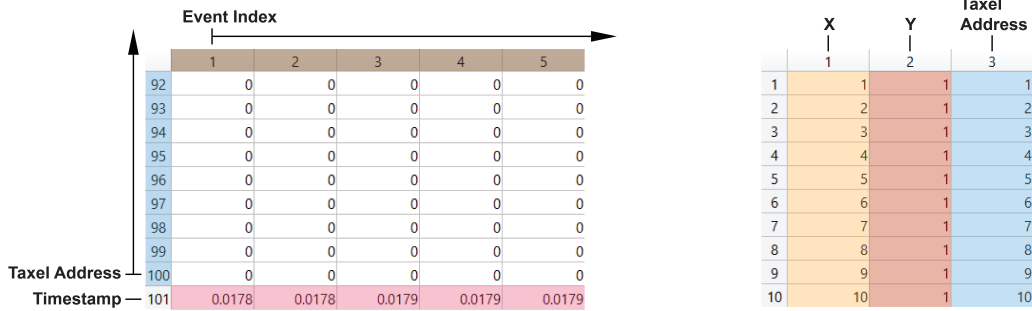 Event Index
1 2 3 4 5
92 0 0 0 0 0
93 0 0 0 0 0
94 0 0 0 0 0
95 0 0 0 0 0
96 0 0 0 0 0
97 0 0 0 0 0
98 0 0 0 0 0
99 0 0 0 0 0
Taxel Address 100 0 0 0 0 0
Timestamp 101 0.0178 0.0178 0.0179 0.0179 0.0179
X Y Taxel
Address
1 2 3
1 1 1 1
2 2 1 2
3 3 1 3
4 4 1 4
5 5 1 5
6 6 1 6
7 7 1 7
8 8 1 8
9 9 1 9
10 10 1 10